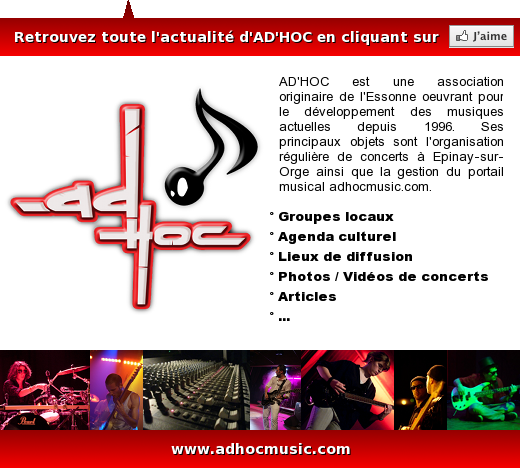 Retrouvez toute l'actualité d'AD'HOC en cliquant sur
J'aime
ad
Hoc
AD'HOC est une association
originaire de l'Essonne oeuvrant pour
le développement des musiques
actuelles depuis 1996. Ses
principaux objets sont l'organisation
régulière de concerts à Epinay-sur-
Orge ainsi que la gestion du portail
musical adhocmusic.com.
° Groupes locaux
° Agenda culturel
° Lieux de diffusion
° Photos / Vidéos de concerts
° Articles
° ...
Pearl
www.adhocmusic.com